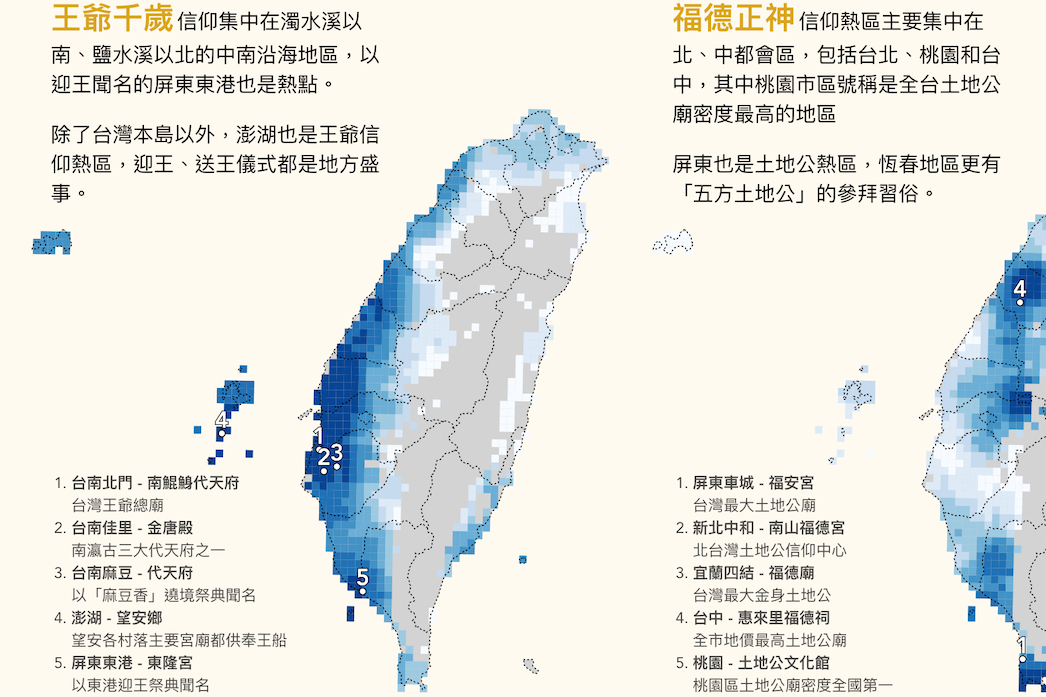 王爺千歲 信仰集中在濁水溪以
南、鹽水溪以北的中南沿海地區，以
迎王聞名的屏東東港也是熱點。
除了台灣本島以外，澎湖也是王爺信
仰熱區，迎王、送王儀式都是地方盛
事。
4
1
2
3
5
1. 台南北門 - 南鯤鯓代天府
台灣王爺總廟
2. 台南佳里 - 金唐殿
南瀛古三大代天府之一
3. 台南麻豆 - 代天府
以「麻豆香」遶境祭典聞名
4. 澎湖 - 望安鄉
望安各村落主要宮廟都供奉王船
5. 屏東東港 - 東隆宮
以東港迎王祭典聞名
福德正神 信仰熱區主要集中在
北、中都會區，包括台北、桃園和台
中，其中桃園市區號稱是全台土地公
廟密度最高的地區
屏東也是土地公熱區，恆春地區更有
「五方土地公」的參拜習俗。
4
1
1. 屏東車城 - 福安宮
台灣最大土地公廟
2. 新北中和 - 南山福德宮
北台灣土地公信仰中心
3. 宜蘭四結 - 福德廟
台灣最大金身土地公
4. 台中 - 惠來里福德祠
全市地價最高土地公廟
5. 桃園 - 土地公文化館
桃園區土地公廟密度全國第一